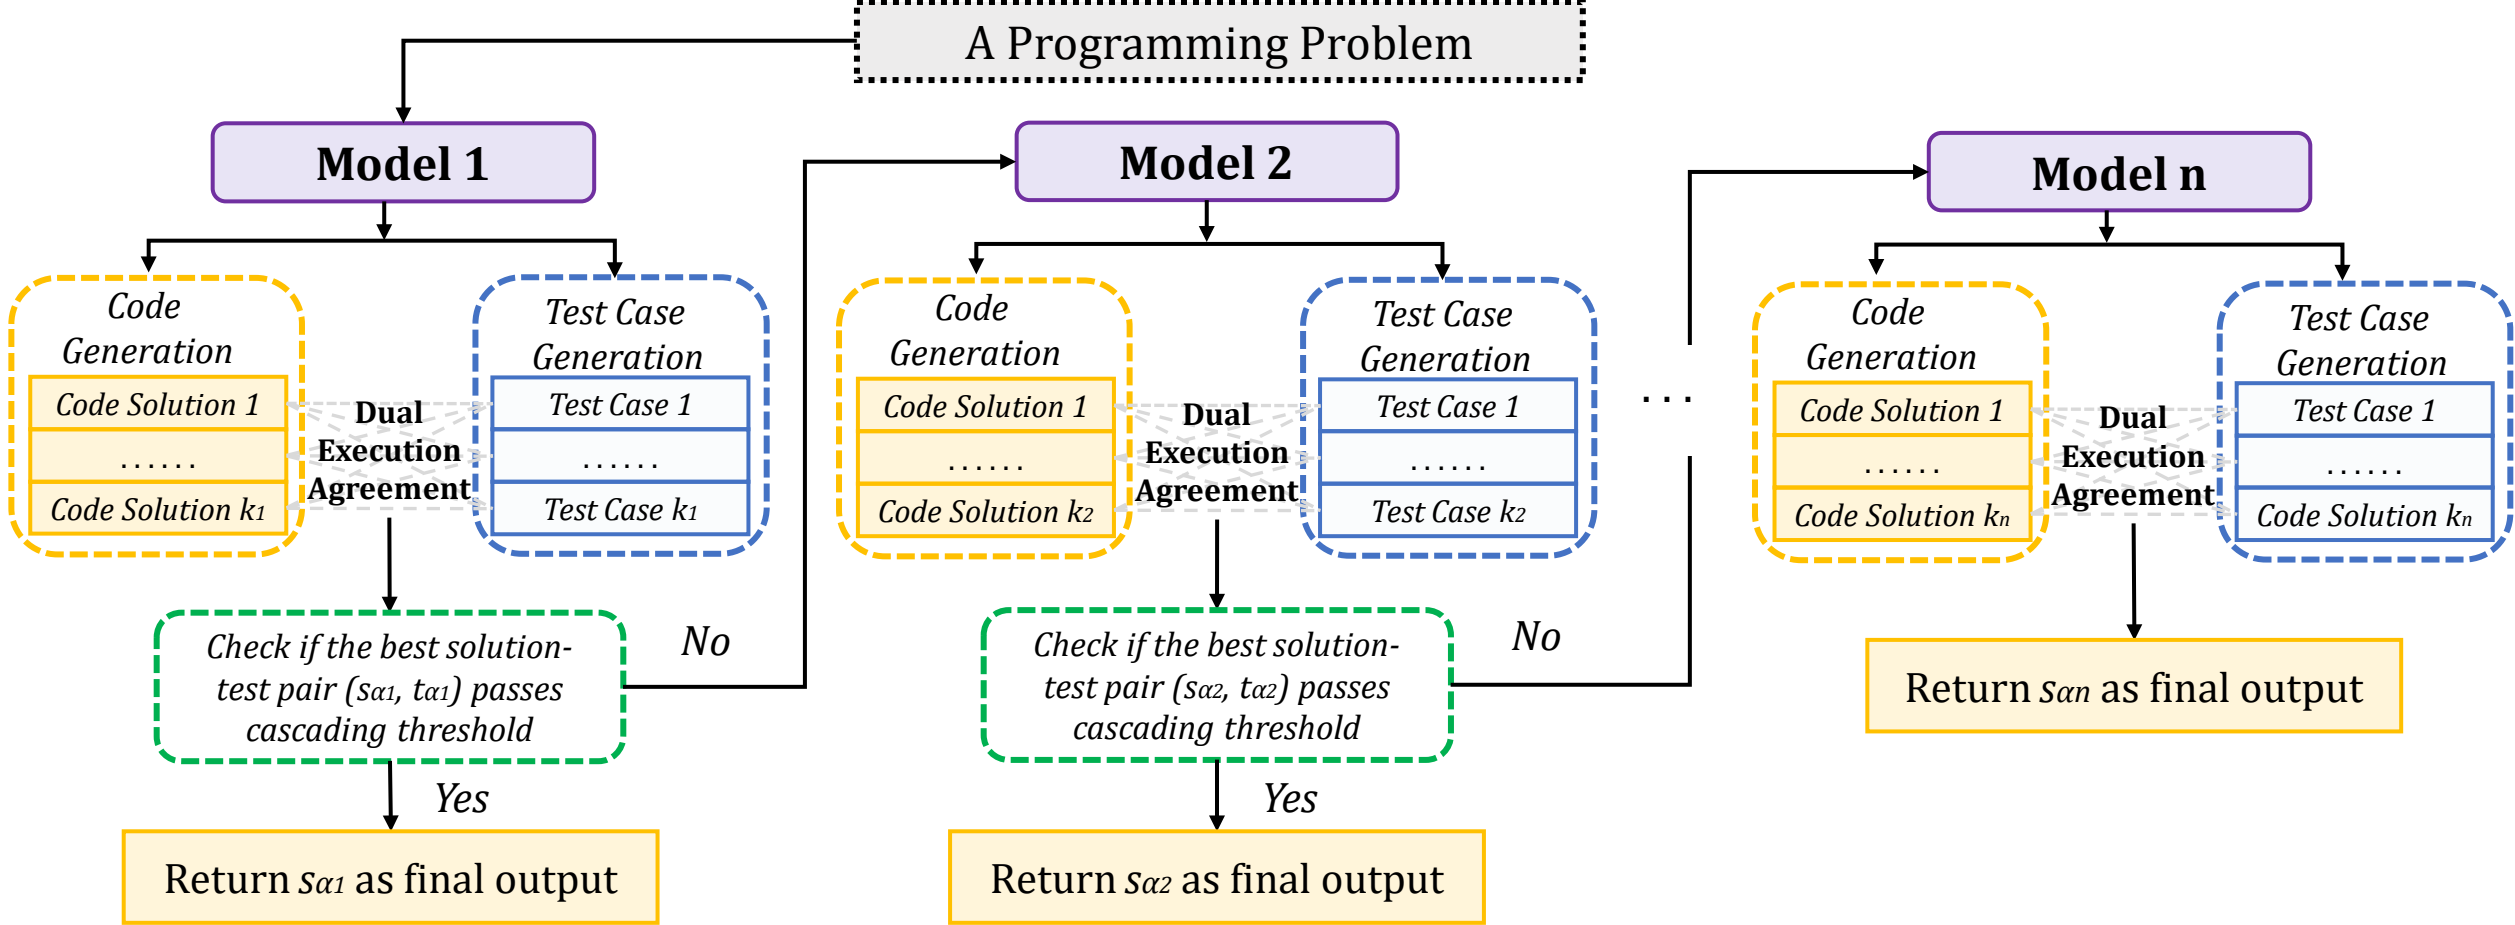 A Programming Problem
Model 1
Code
Generation
Code Solution 1
......
Code Solution k1
Dual
Execution
Agreement
Test Case
Generation
Test Case 1
......
Test Case k1
Check if the best solution-
test pair (sα1, tα1) passes
cascading threshold
No
Yes
Return sα1 as final output
Model 2
Code
Generation
Code Solution 1
......
Code Solution k2
Dual
Execution
Agreement
Test Case
Generation
Test Case 1
......
Test Case k2
Check if the best solution-
test pair (sα2, tα2) passes
cascading threshold
No
Yes
Return sα2 as final output
...
Model n
Code
Generation
Code Solution 1
......
Code Solution kn
Dual
Execution
Agreement
Test Case
Generation
Test Case 1
......
Code Solution kn
Return sαn as final output